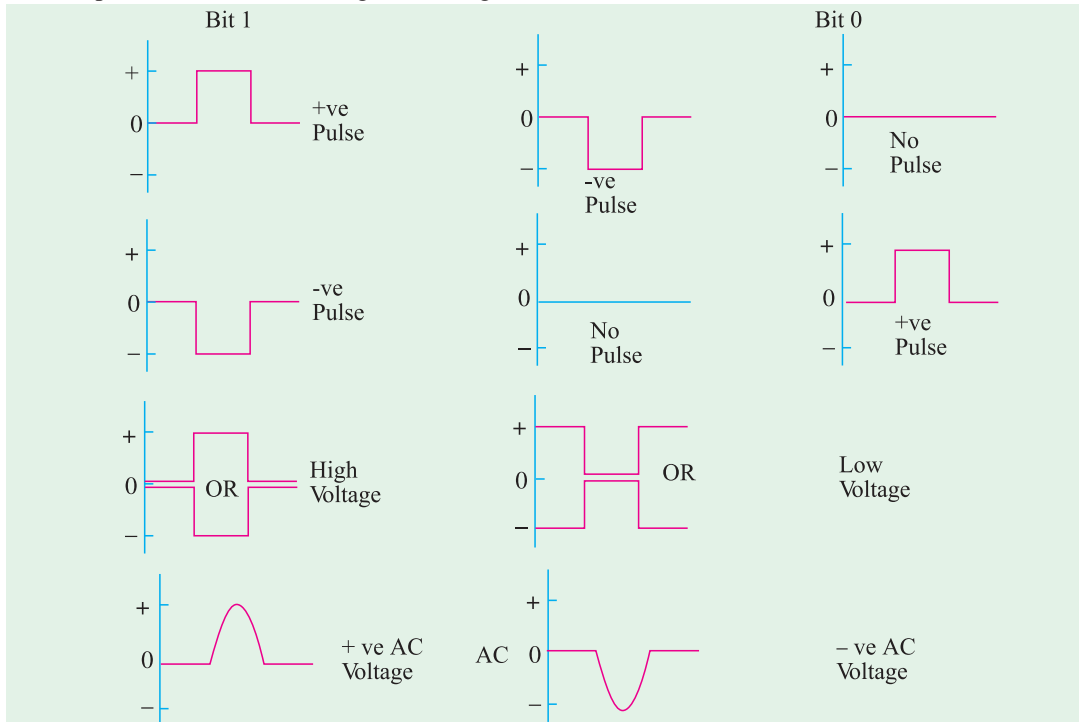 Bit 1 Bit 0
+ + +
0 +ve Pulse 0 0 No Pulse
– – -ve Pulse –
+ + +
0 -ve Pulse 0 No Pulse 0 +ve Pulse
– – –
+ + 
0 OR High Voltage 0 OR Low Voltage
– –
+ +
0 + ve AC Voltage AC 0 – ve AC Voltage
– –